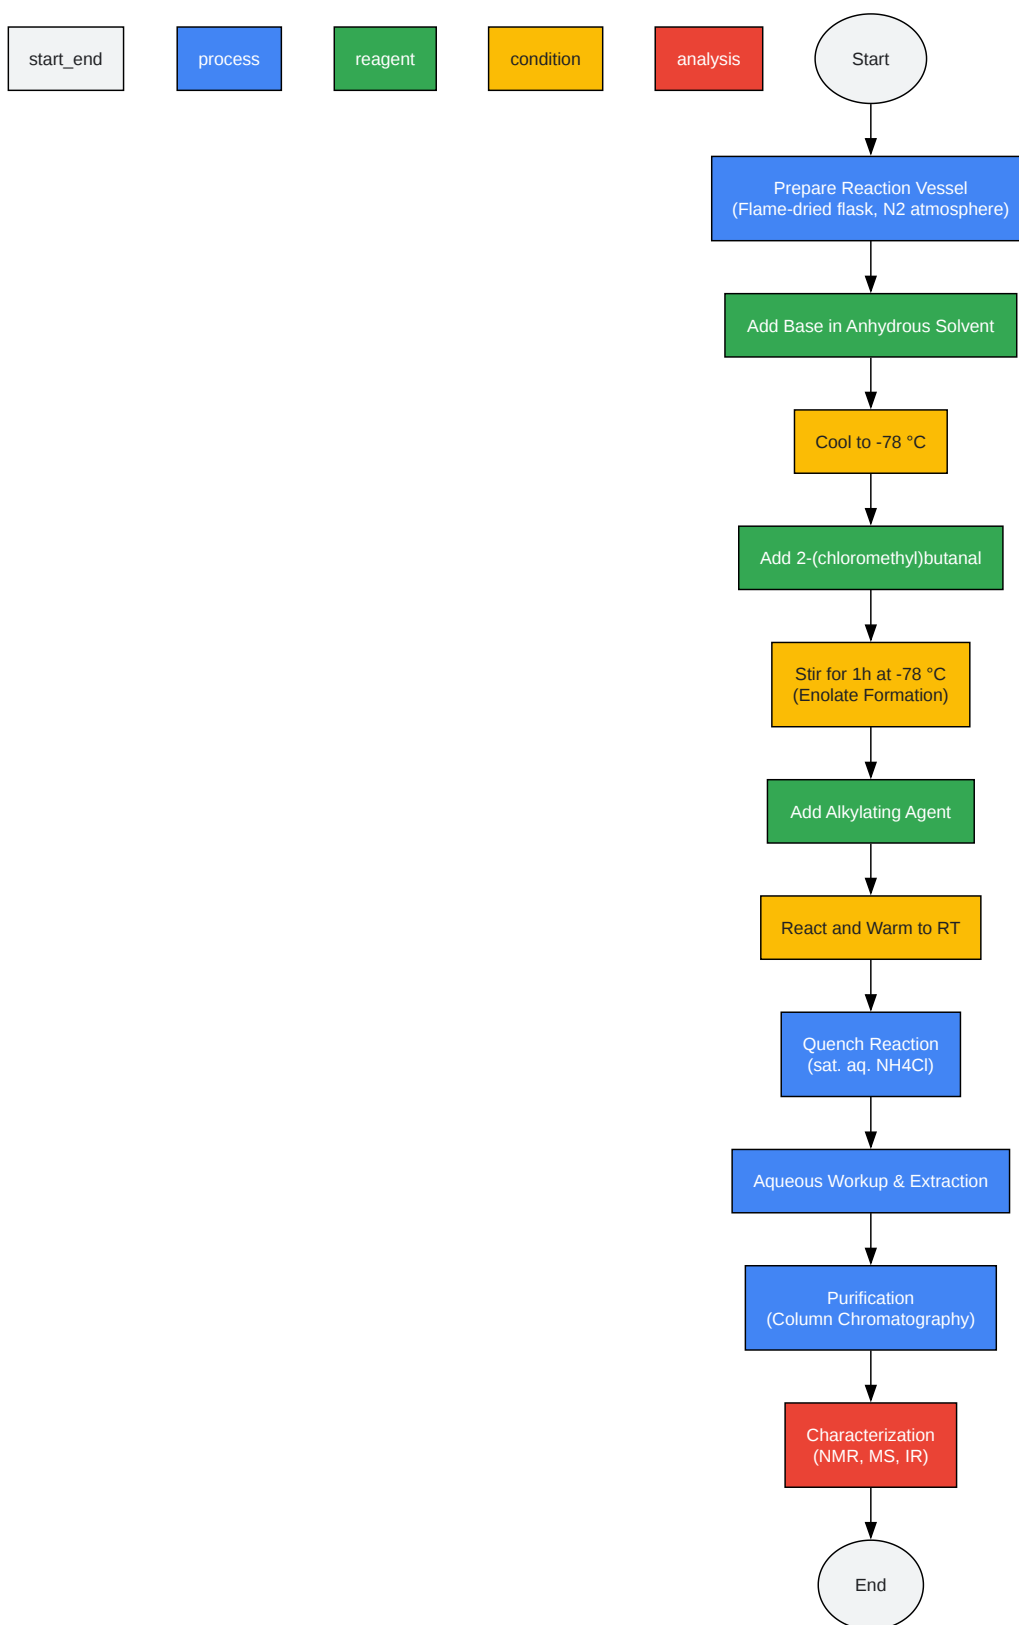 start_end
process
reagent
condition
analysis
Start
Prepare Reaction Vessel
(Flame-dried flask, N2 atmosphere)
Add Base in Anhydrous Solvent
Cool to -78 °C
Add 2-(chloromethyl)butanal
Stir for 1h at -78 °C
(Enolate Formation)
Add Alkylating Agent
React and Warm to RT
Quench Reaction
(sat. aq. NH4Cl)
Aqueous Workup & Extraction
Purification
(Column Chromatography)
Characterization
(NMR, MS, IR)
End